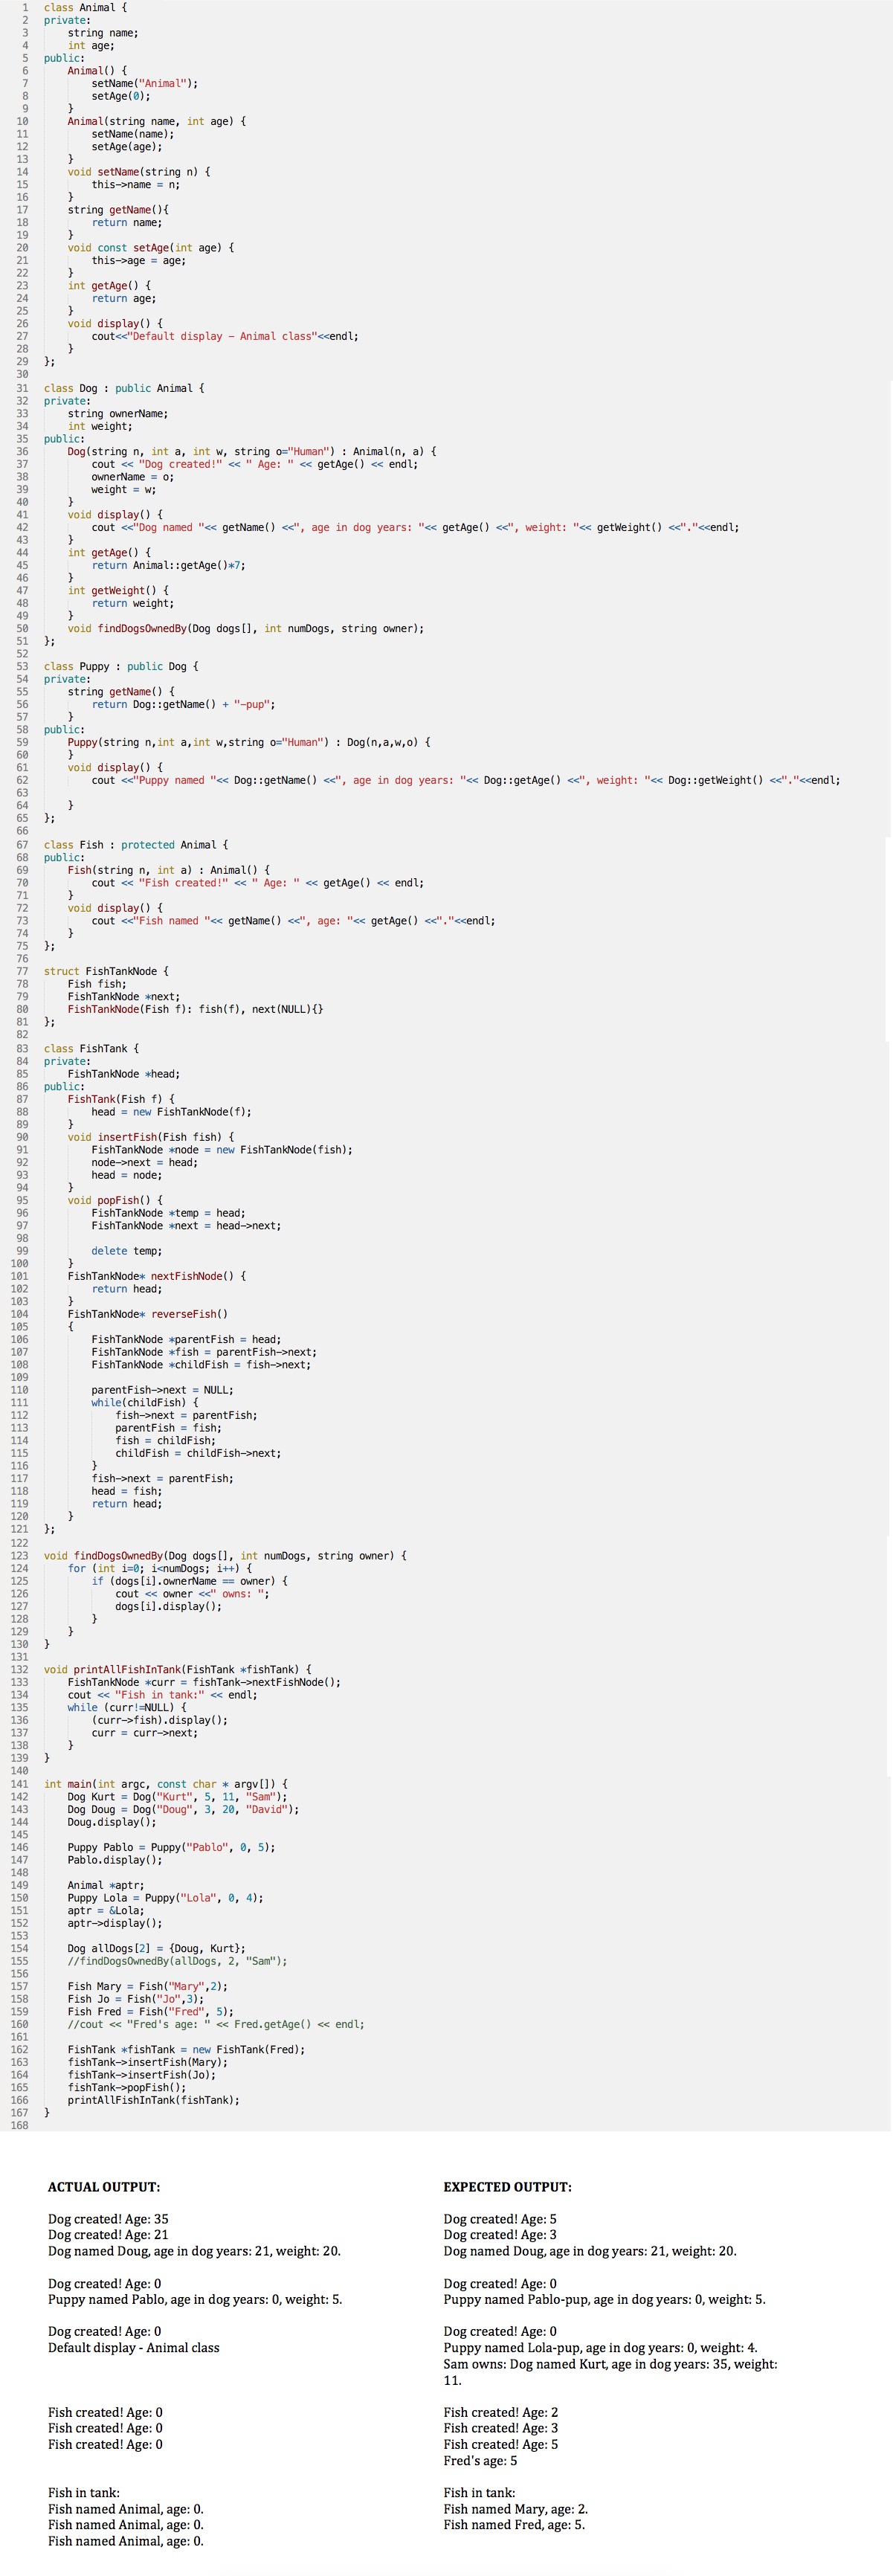 1 class Animal {
2 private:
3     string name;
4     int age;
5 public:
6     Animal() {
7         setName("Animal");
8         setAge(0);
9     }
10     Animal(string name, int age) {
11         setName(name);
12         setAge(age);
13     }
14     void setName(string n) {
15         this->name = n;
16     }
17     string getName(){
18         return name;
19     }
20     void const setAge(int age) {
21         this->age = age;
22     }
23     int getAge() {
24         return age;
25     }
26     void display() {
27         cout<<"Default display – Animal class"<<endl;
28     }
29 };
30
31 class Dog : public Animal {
32 private:
33     string ownerName;
34     int weight;
35 public:
36     Dog(string n, int a, int w, string o="Human") : Animal(n, a) {
37         cout << "Dog created!" << " Age: " << getAge() << endl;
38         ownerName = o;
39         weight = w;
40     }
41     void display() {
42         cout <<"Dog named "<< getName() <<", age in dog years: "<< getAge() <<", weight: "<< getWeight() <<"."<<endl;
43     }
44     int getAge() {
45         return Animal::getAge()*7;
46     }
47     int getWeight() {
48         return weight;
49     }
50     void findDogsOwnedBy(Dog dogs[], int numDogs, string owner);
51 };
52
53 class Puppy : public Dog {
54 private:
55     string getName() {
56         return Dog::getName() + "-pup";
57     }
58 public:
59     Puppy(string n,int a,int w,string o="Human") : Dog(n,a,w,o) {
60     }
61     void display() {
62         cout <<"Puppy named "<< Dog::getName() <<", age in dog years: "<< Dog::getAge() <<", weight: "<< Dog::getWeight() <<"."<<endl;
63
64     }
65 };
66
67 class Fish : protected Animal {
68 public:
69     Fish(string n, int a) : Animal() {
70         cout << "Fish created!" << " Age: " << getAge() << endl;
71     }
72     void display() {
73         cout <<"Fish named "<< getName() <<", age: "<< getAge() <<"."<<endl;
74     }
75 };
76
77 struct FishTankNode {
78     Fish fish;
79     FishTankNode *next;
80     FishTankNode(Fish f): fish(f), next(NULL){}
81 };
82
83 class FishTank {
84 private:
85     FishTankNode *head;
86 public:
87     FishTank(Fish f) {
88         head = new FishTankNode(f);
89     }
90     void insertFish(Fish fish) {
91         FishTankNode *node = new FishTankNode(fish);
92         node->next = head;
93         head = node;
94     }
95     void popFish() {
96         FishTankNode *temp = head;
97         FishTankNode *next = head->next;
98
99         delete temp;
100     }
101     FishTankNode* nextFishNode() {
102         return head;
103     }
104     FishTankNode* reverseFish()
105     {
106         FishTankNode *parentFish = head;
107         FishTankNode *fish = parentFish->next;
108         FishTankNode *childFish = fish->next;
109
110         parentFish->next = NULL;
111         while(childFish) {
112             fish->next = parentFish;
113             parentFish = fish;
114             fish = childFish;
115             childFish = childFish->next;
116         }
117         fish->next = parentFish;
118         head = fish;
119         return head;
120     }
121 };
122
123 void findDogsOwnedBy(Dog dogs[], int numDogs, string owner) {
124     for (int i=0; i<numDogs; i++) {
125         if (dogs[i].ownerName == owner) {
126             cout << owner <<" owns: ";
127             dogs[i].display();
128         }
129     }
130 }
131
132 void printAllFishInTank(FishTank *fishTank) {
133     FishTankNode *curr = fishTank->nextFishNode();
134     cout << "Fish in tank:" << endl;
135     while (curr!=NULL) {
136         (curr->fish).display();
137         curr = curr->next;
138     }
139 }
140
141 int main(int argc, const char * argv[]) {
142     Dog Kurt = Dog("Kurt", 5, 11, "Sam");
143     Dog Doug = Dog("Doug", 3, 20, "David");
144     Doug.display();
145
146     Puppy Pablo = Puppy("Pablo", 0, 5);
147     Pablo.display();
148
149     Animal *aptr;
150     Puppy Lola = Puppy("Lola", 0, 4);
151     aptr = &Lola;
152     aptr->display();
153
154     Dog allDogs[2] = {Doug, Kurt};
155     //findDogsOwnedBy(allDogs, 2, "Sam");
156
157     Fish Mary = Fish("Mary",2);
158     Fish Jo = Fish("Jo",3);
159     Fish Fred = Fish("Fred", 5);
160     //cout << "Fred's age: " << Fred.getAge() << endl;
161
162     FishTank *fishTank = new FishTank(Fred);
163     fishTank->insertFish(Mary);
164     fishTank->insertFish(Jo);
165     fishTank->popFish();
166     printAllFishInTank(fishTank);
167 }
168
ACTUAL OUTPUT:
Dog created! Age: 35
Dog created! Age: 21
Dog named Doug, age in dog years: 21, weight: 20.
Dog created! Age: 0
Puppy named Pablo, age in dog years: 0, weight: 5.
Dog created! Age: 0
Default display - Animal class
Fish created! Age: 0
Fish created! Age: 0
Fish created! Age: 0
Fish in tank:
Fish named Animal, age: 0.
Fish named Animal, age: 0.
Fish named Animal, age: 0.
EXPECTED OUTPUT:
Dog created! Age: 5
Dog created! Age: 3
Dog named Doug, age in dog years: 21, weight: 20.
Dog created! Age: 0
Puppy named Pablo-pup, age in dog years: 0, weight: 5.
Dog created! Age: 0
Puppy named Lola-pup, age in dog years: 0, weight: 4.
Sam owns: Dog named Kurt, age in dog years: 35, weight:
11.
Fish created! Age: 2
Fish created! Age: 3
Fish created! Age: 5
Fred's age: 5
Fish in tank:
Fish named Mary, age: 2.
Fish named Fred, age: 5.